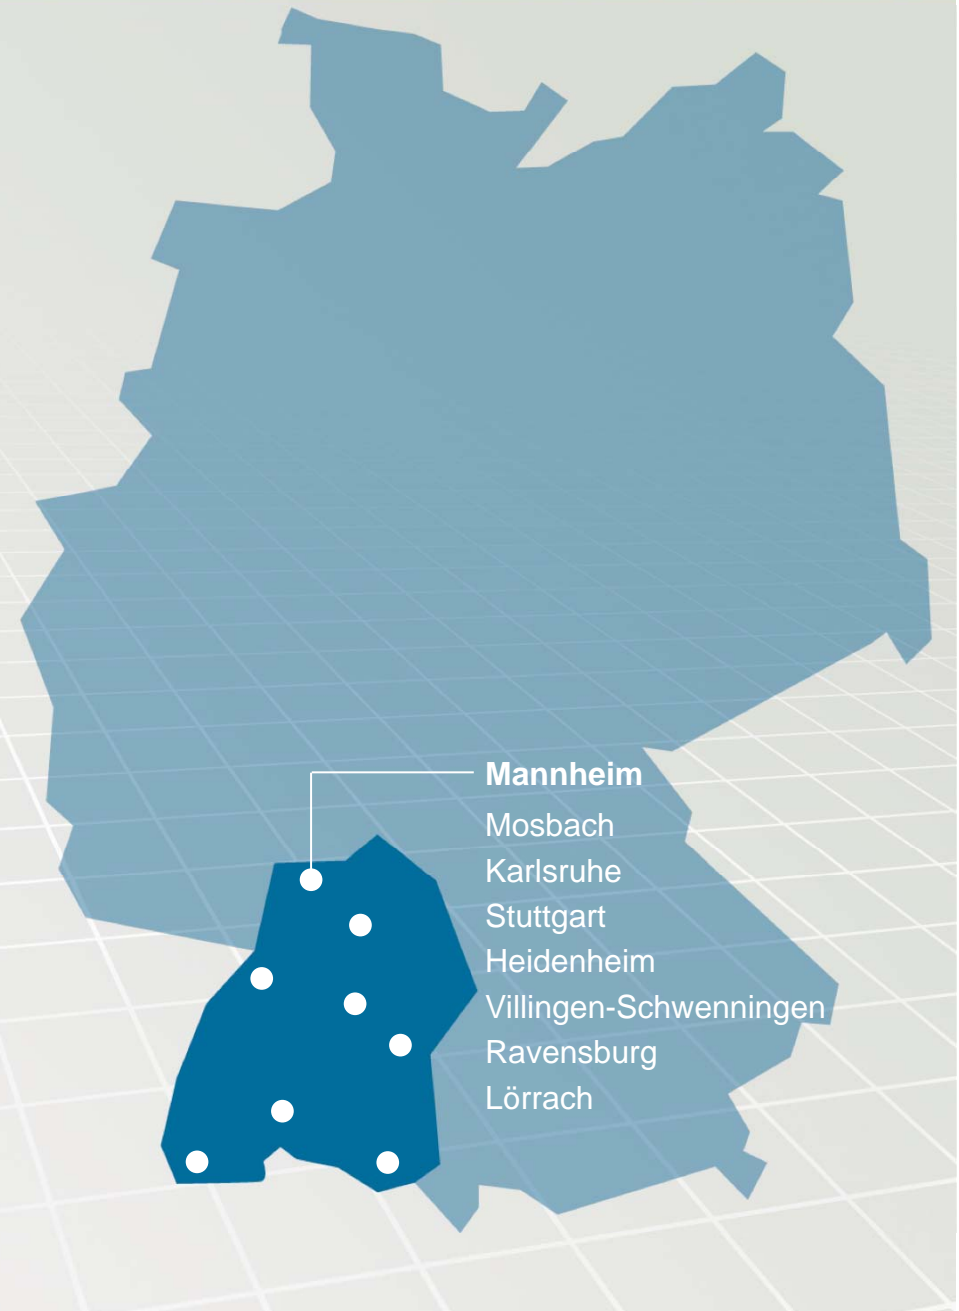 Mannheim
Mosbach
Karlsruhe
Stuttgart
Heidenheim
Villingen-Schwenningen
Ravensburg
Lörrach